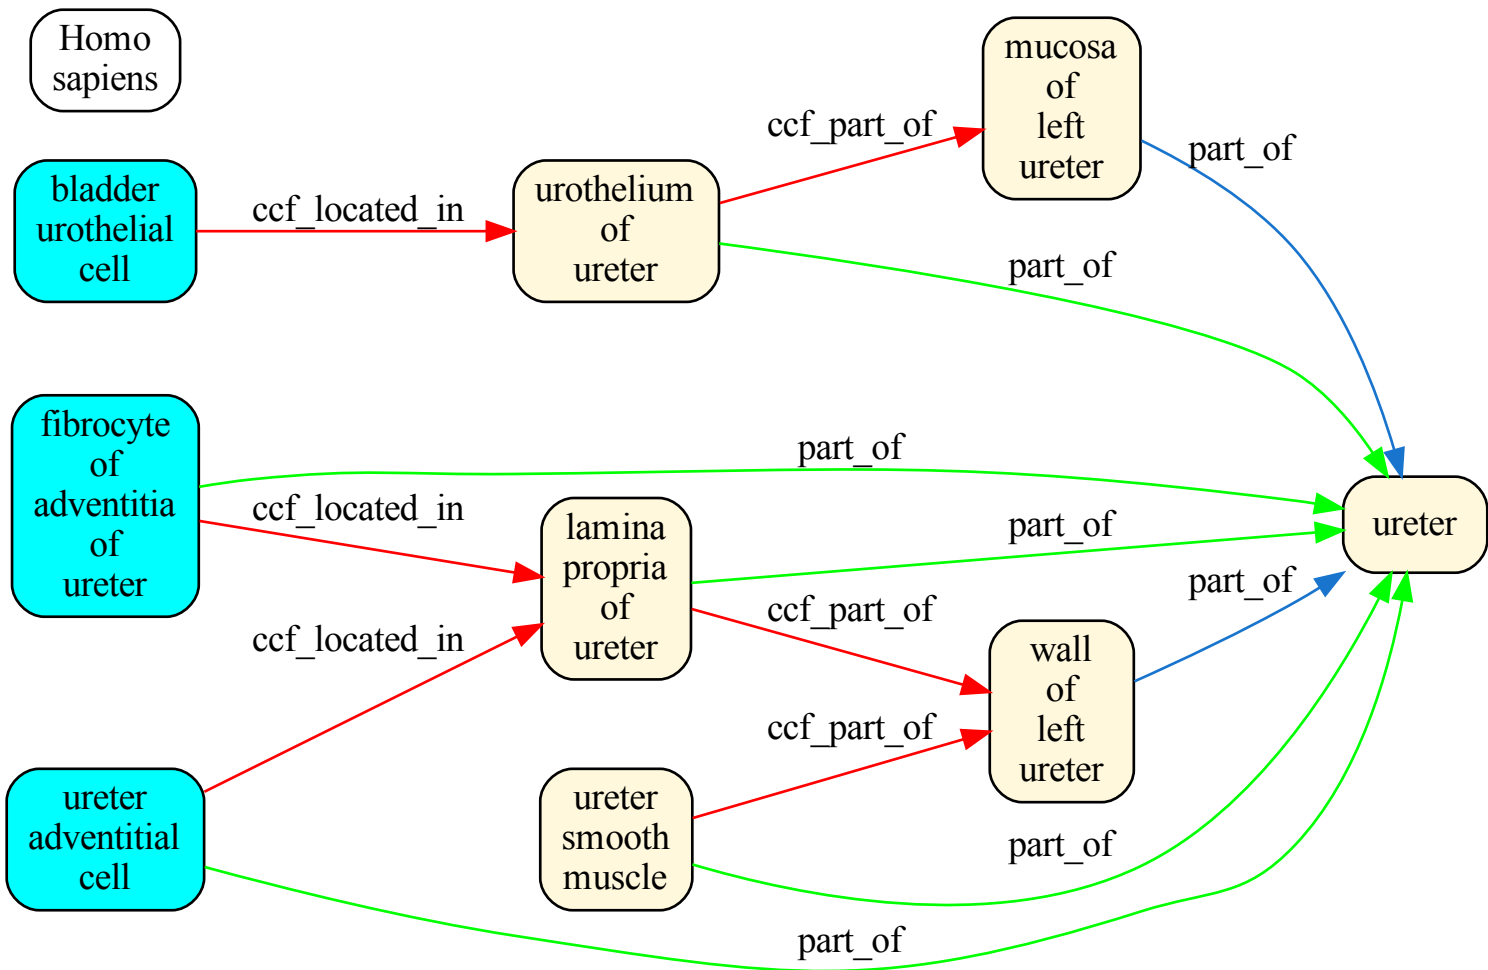 Homo
sapiens
mucosa
of
left
ureter
ccf_part_of
part_of
bladder
urothelial
cell
ccf_located_in
urothelium
of
ureter
part_of
fibrocyte
of
adventitia
of
ureter
part_of
ccf_located_in
lamina
propria
of
ureter
part_of
ureter
ccf_part_of
part_of
ccf_located_in
wall
of
left
ureter
ccf_part_of
ureter
adventitial
cell
ureter
smooth
muscle
part_of
part_of